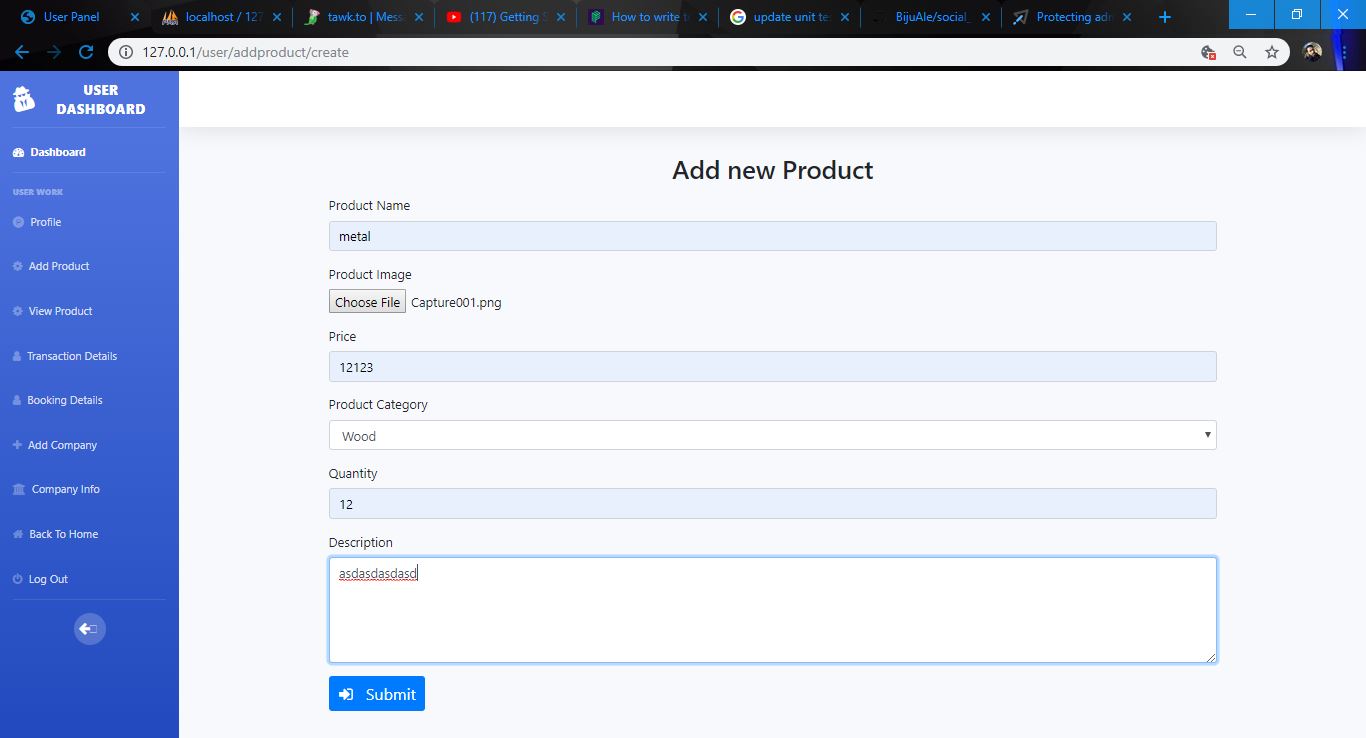 User Panel
localhost / 127
tawk.to | Mess
(117) Getting S
How to write t
update unit te
BijuAle/social_
Protecting adm
127.0.0.1/user/addproduct/create
USER
DASHBOARD
Dashboard
USER WORK
Profile
Add Product
View Product
Transaction Details
Booking Details
Add Company
Company Info
Back To Home
Log Out
Add new Product
Product Name
metal
Product Image
Choose File Capture001.png
Price
12123
Product Category
Wood
Quantity
12
Description
asdasdasdasd
Submit